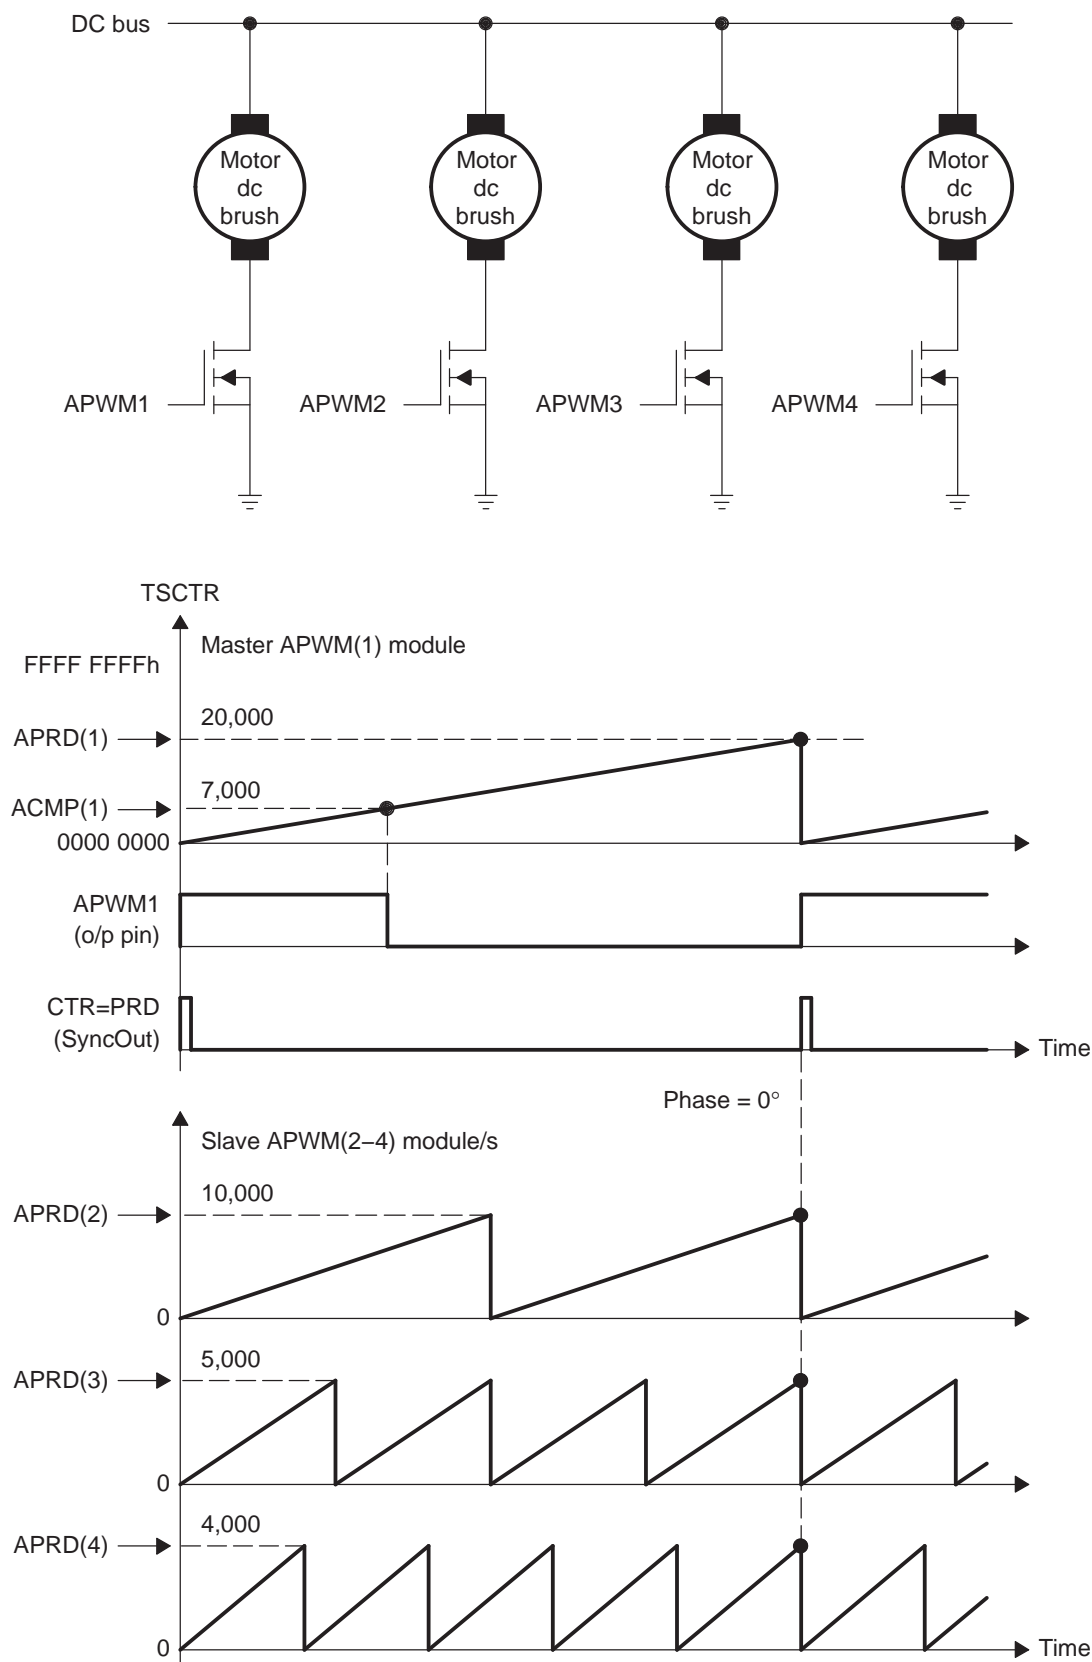 DC bus
Motor
dc
brush
Motor
dc
brush
Motor
dc
brush
Motor
dc
brush
APWM1
APWM2
APWM3
APWM4
TSCTR
Master APWM(1) module
FFFF FFFFh
20,000
APRD(1)
7,000
ACMP(1)
0000 0000
APWM1
(o/p pin)
CTR=PRD
(SyncOut)
Time
Phase = 0°
Slave APWM(2−4) module/s
10,000
APRD(2)
0
5,000
APRD(3)
0
4,000
APRD(4)
0
Time